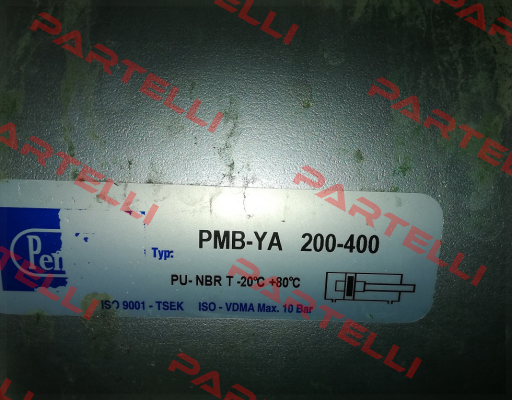 PARTELLI
PARTELLI
PARTELLI
Pen
Typ: PMB-YA 200-400
PU- NBR T -20°C +80°C
ISO 9001 - TSEK ISO - VDMA Max. 10 Bar
PARTELLI
PARTELLI
PARTELLI